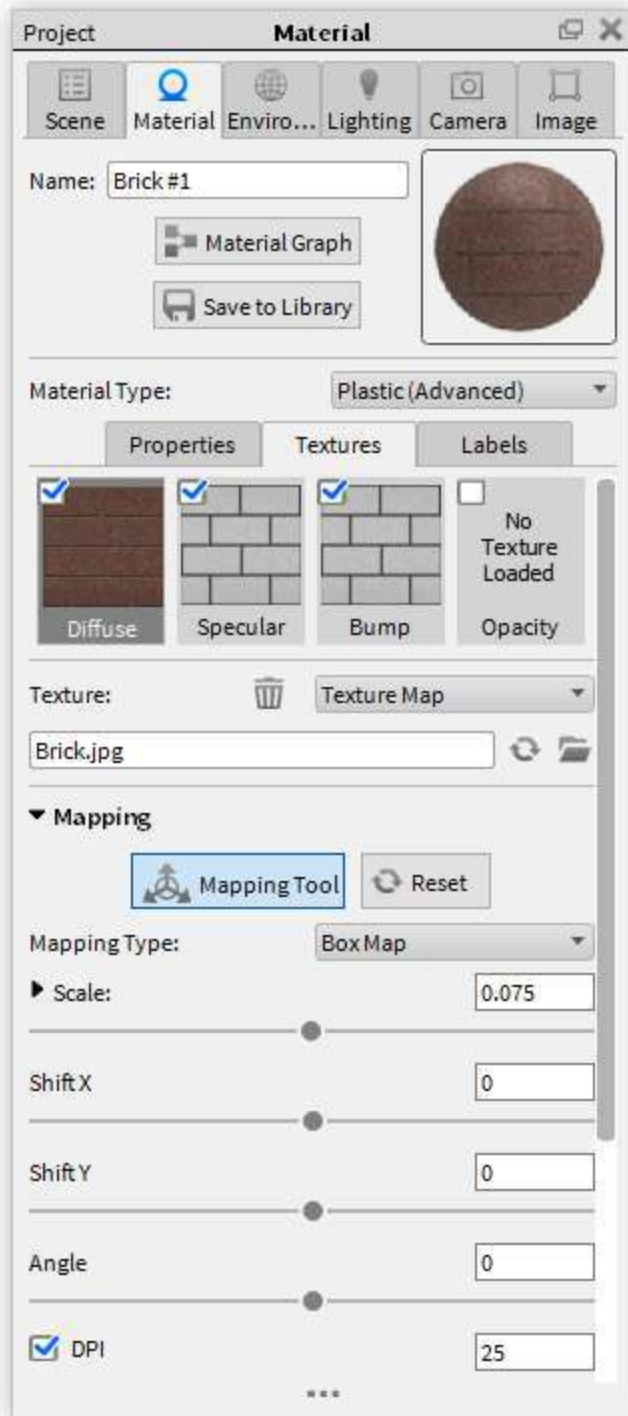 Project Material
Scene Material Enviro... Lighting Camera Image
Name: Brick #1
Material Graph
Save to Library
Material Type: Plastic (Advanced)
Properties Textures Labels
No
Texture
Loaded
Diffuse Specular Bump Opacity
Texture: Texture Map
Brick.jpg
Mapping
Mapping Tool Reset
Mapping Type: Box Map
Scale: 0.075
Shift X 0
Shift Y 0
Angle 0
DPI 25